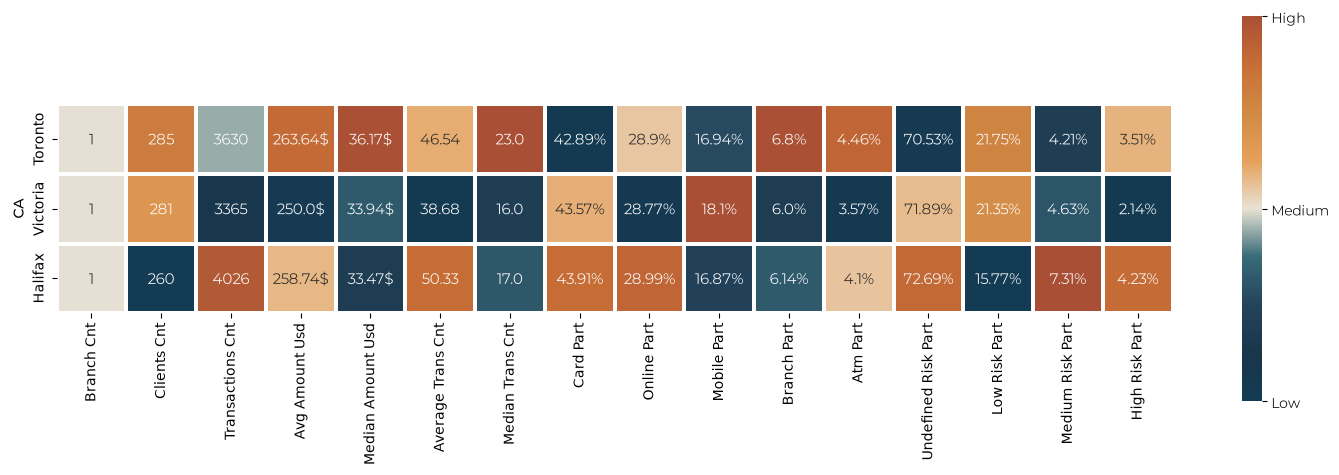 High
Medium
Low
CA
Toronto
1 285 3630 263.64$ 36.17$ 46.54 23.0 42.89% 28.9% 16.94% 6.8% 4.46% 70.53% 21.75% 4.21% 3.51%
Victoria
1 281 3365 250.0$ 33.94$ 38.68 16.0 43.57% 28.77% 18.1% 6.0% 3.57% 71.89% 21.35% 4.63% 2.14%
Halifax
1 260 4026 258.74$ 33.47$ 50.33 17.0 43.91% 28.99% 16.87% 6.14% 4.1% 72.69% 15.77% 7.31% 4.23%
Branch Cnt
Clients Cnt
Transactions Cnt
Avg Amount Usd
Median Amount Usd
Average Trans Cnt
Median Trans Cnt
Card Part
Online Part
Mobile Part
Branch Part
Atm Part
Undefined Risk Part
Low Risk Part
Medium Risk Part
High Risk Part